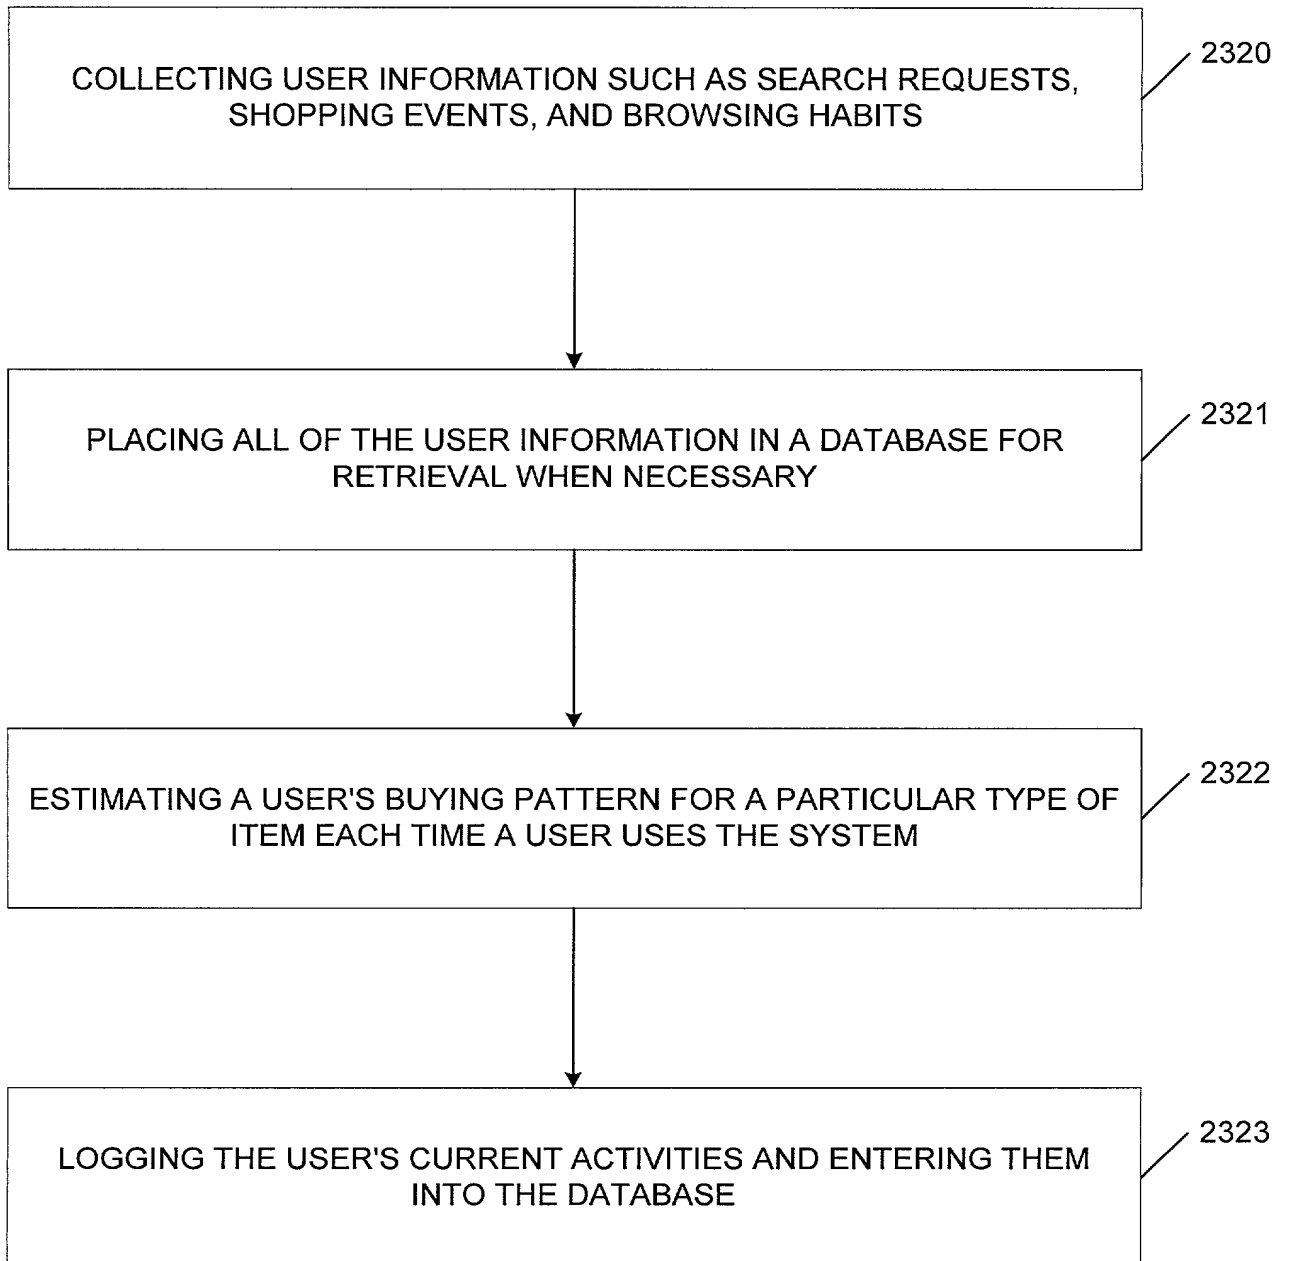 COLLECTING USER INFORMATION SUCH AS SEARCH REQUESTS,
SHOPPING EVENTS, AND BROWSING HABITS
2320
PLACING ALL OF THE USER INFORMATION IN A DATABASE FOR
RETRIEVAL WHEN NECESSARY
2321
ESTIMATING A USER'S BUYING PATTERN FOR A PARTICULAR TYPE OF
ITEM EACH TIME A USER USES THE SYSTEM
2322
LOGGING THE USER'S CURRENT ACTIVITIES AND ENTERING THEM
INTO THE DATABASE
2323